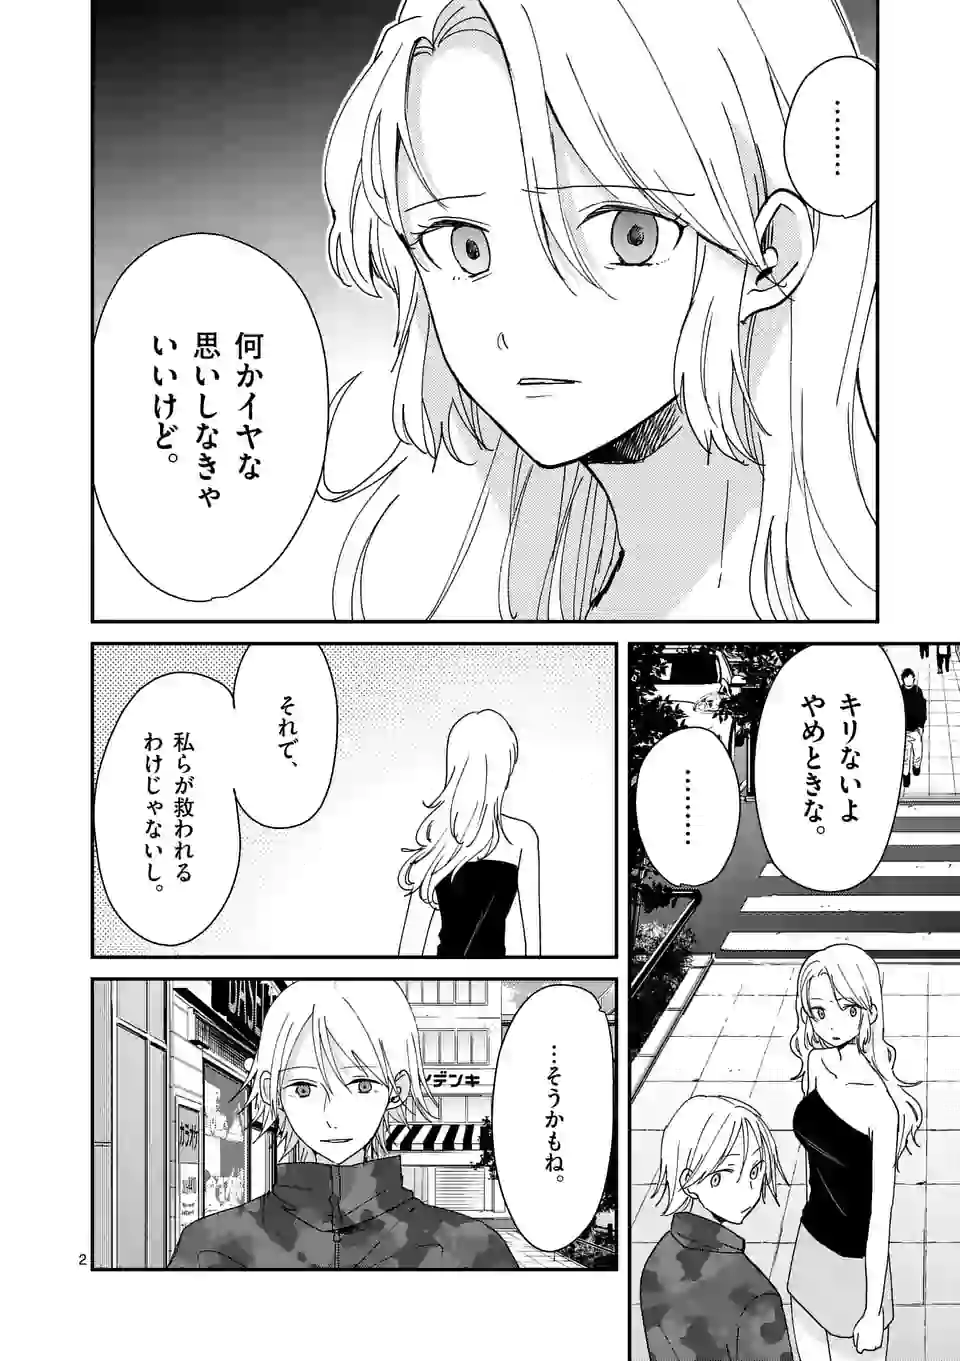 ………
何かイヤな
思いしなきゃ
いいけど。
キリないよ
やめときな。
………
それで、
私らが救われる
わけじゃないし。
…そうかもね。
デンキ
カラオケ
2